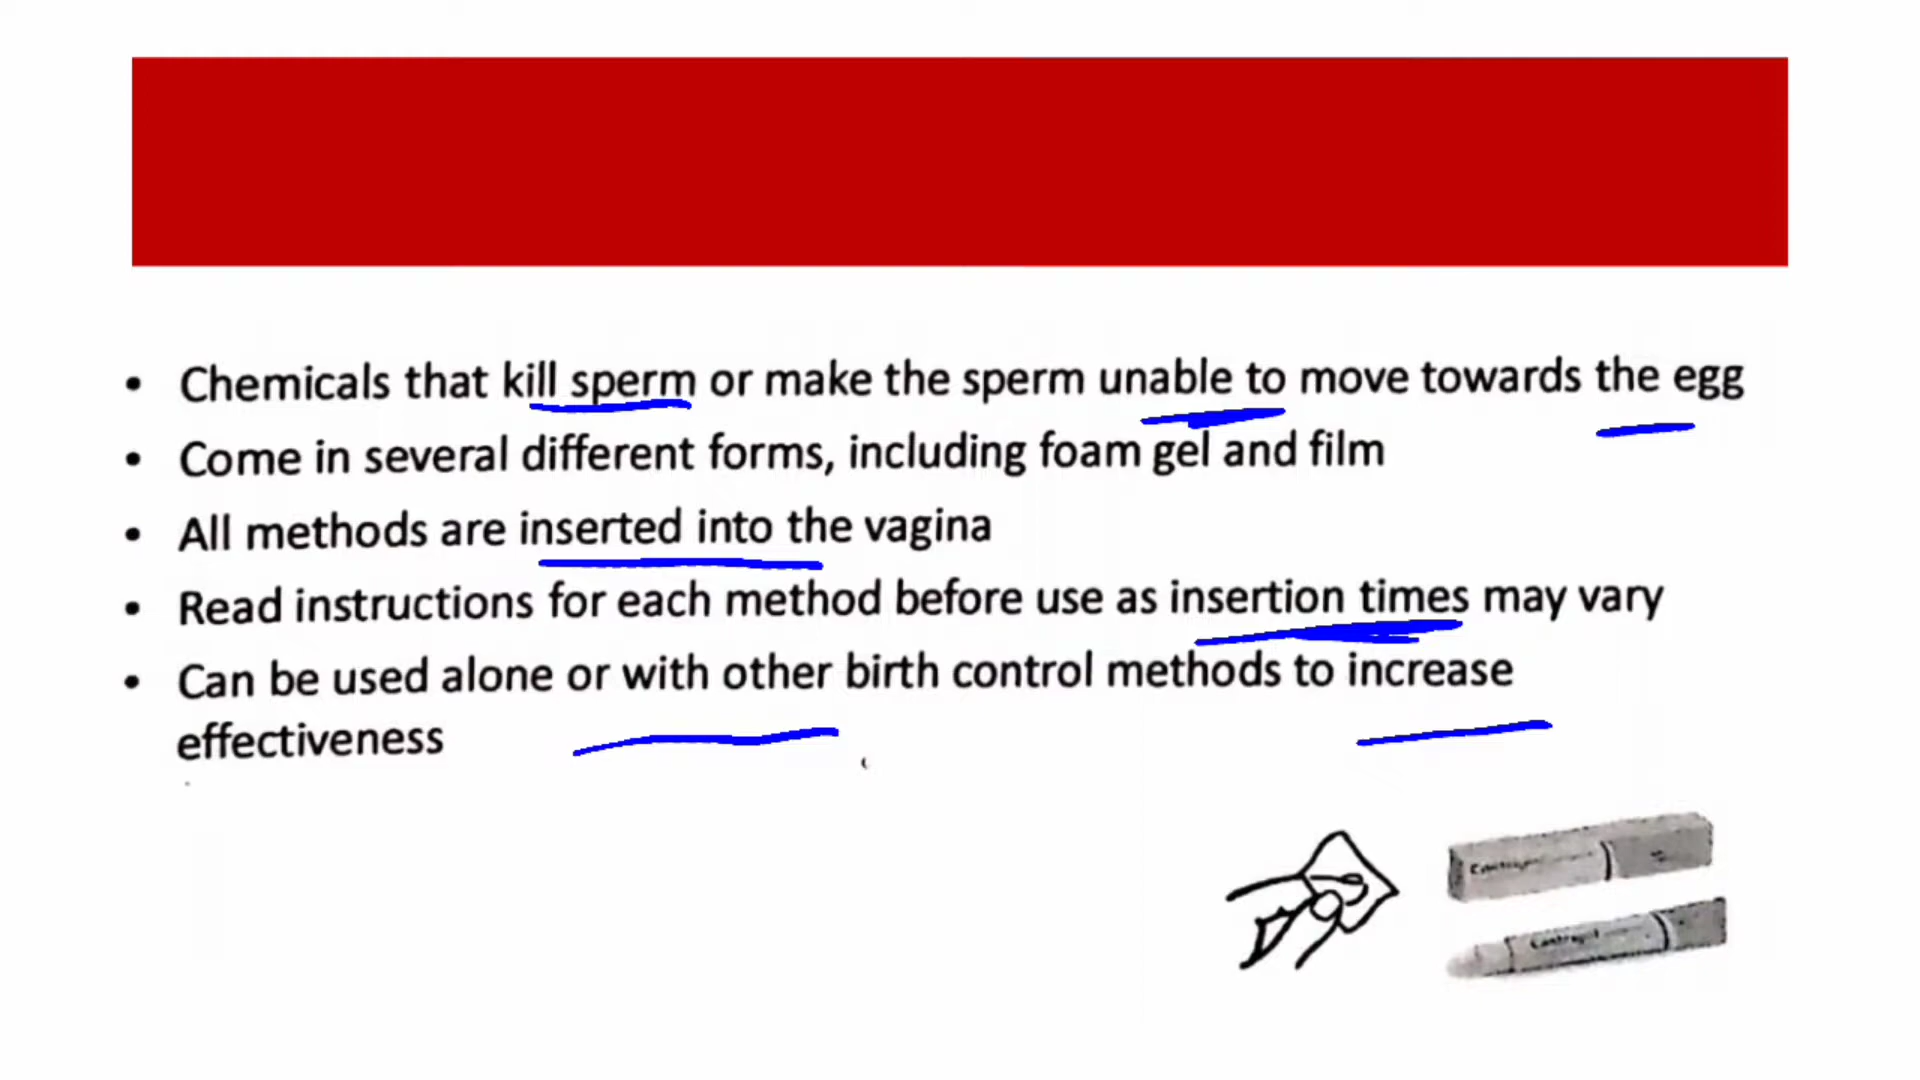 • Chemicals that kill sperm or make the sperm unable to move towards the egg
• Come in several different forms, including foam gel and film
• All methods are inserted into the vagina
• Read instructions for each method before use as insertion times may vary
• Can be used alone or with other birth control methods to increase
effectiveness